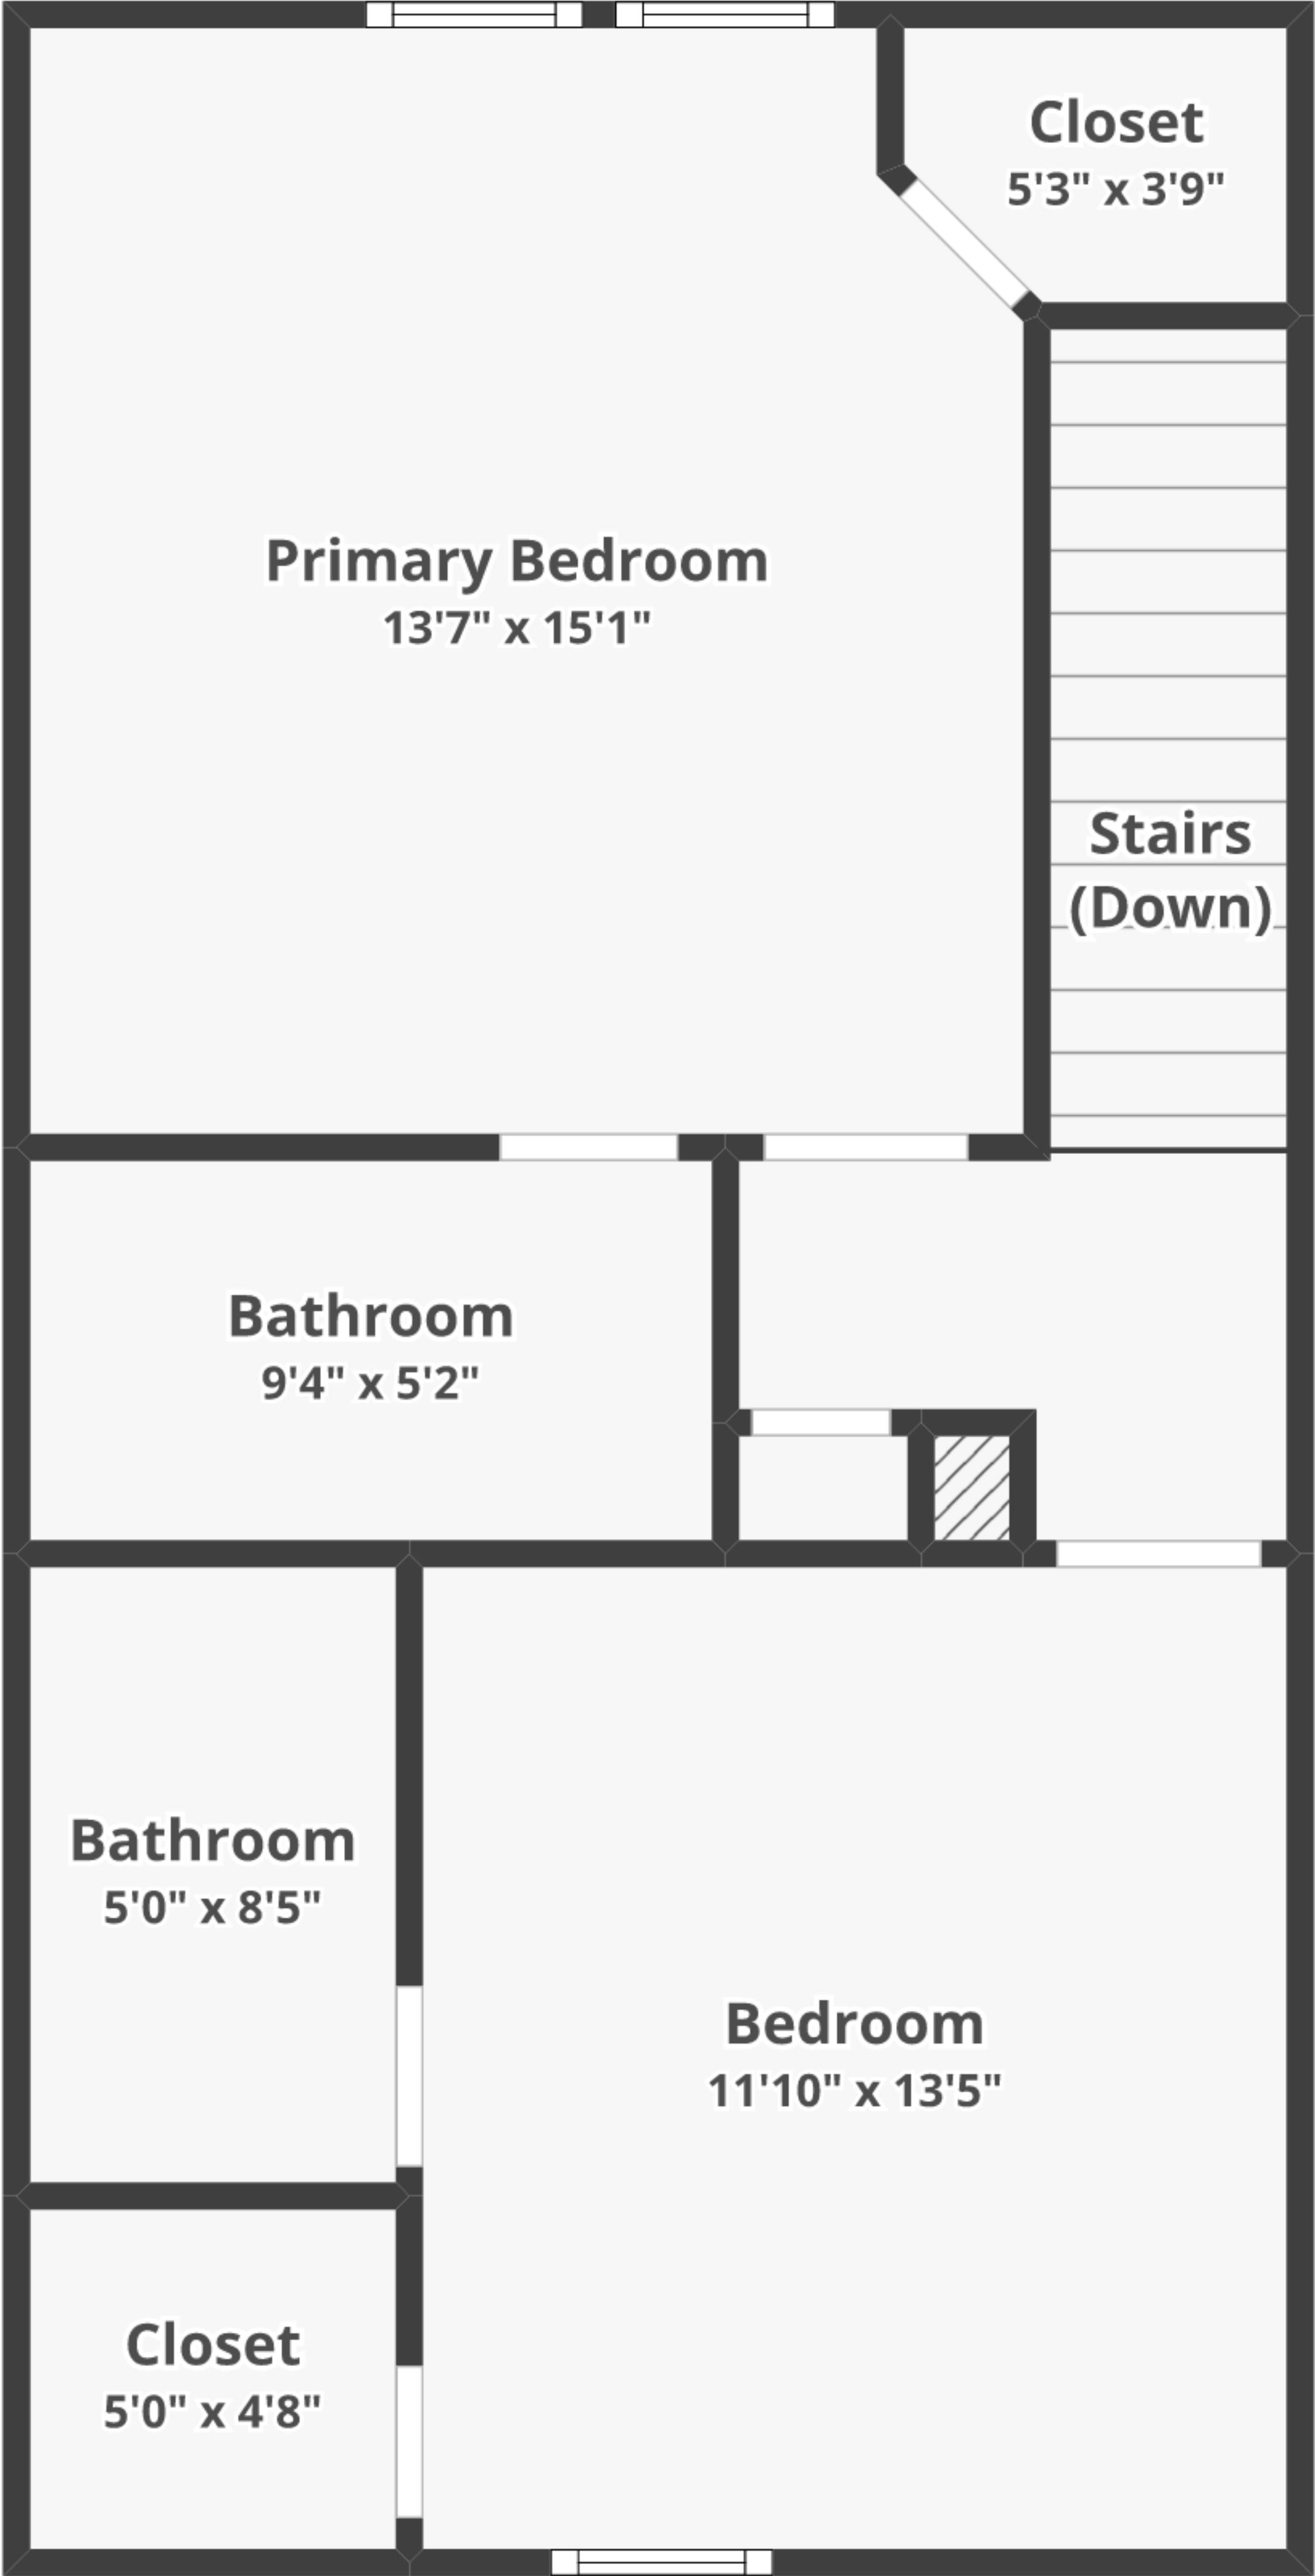 Closet
5'3" x 3'9"
Primary Bedroom
13'7" x 15'1"
Stairs
(Down)
Bathroom
9'4" x 5'2"
Bathroom
5'0" x 8'5"
Bedroom
11'10" x 13'5"
Closet
5'0" x 4'8"